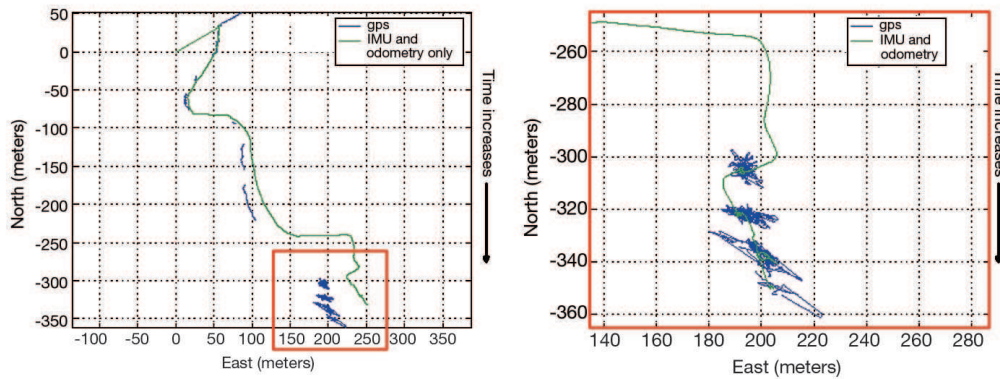 50
0
-50
-100
-150
-200
-250
-300
-350
North (meters)
gps
IMU and
odometry only
Time increases
-100 -50 0 50 100 150 200 250 300 350
East (meters)
-260
-280
-300
-320
-340
-360
North (meters)
gps
IMU and
odometry
Time increases
140 160 180 200 220 240 260 280
East (meters)